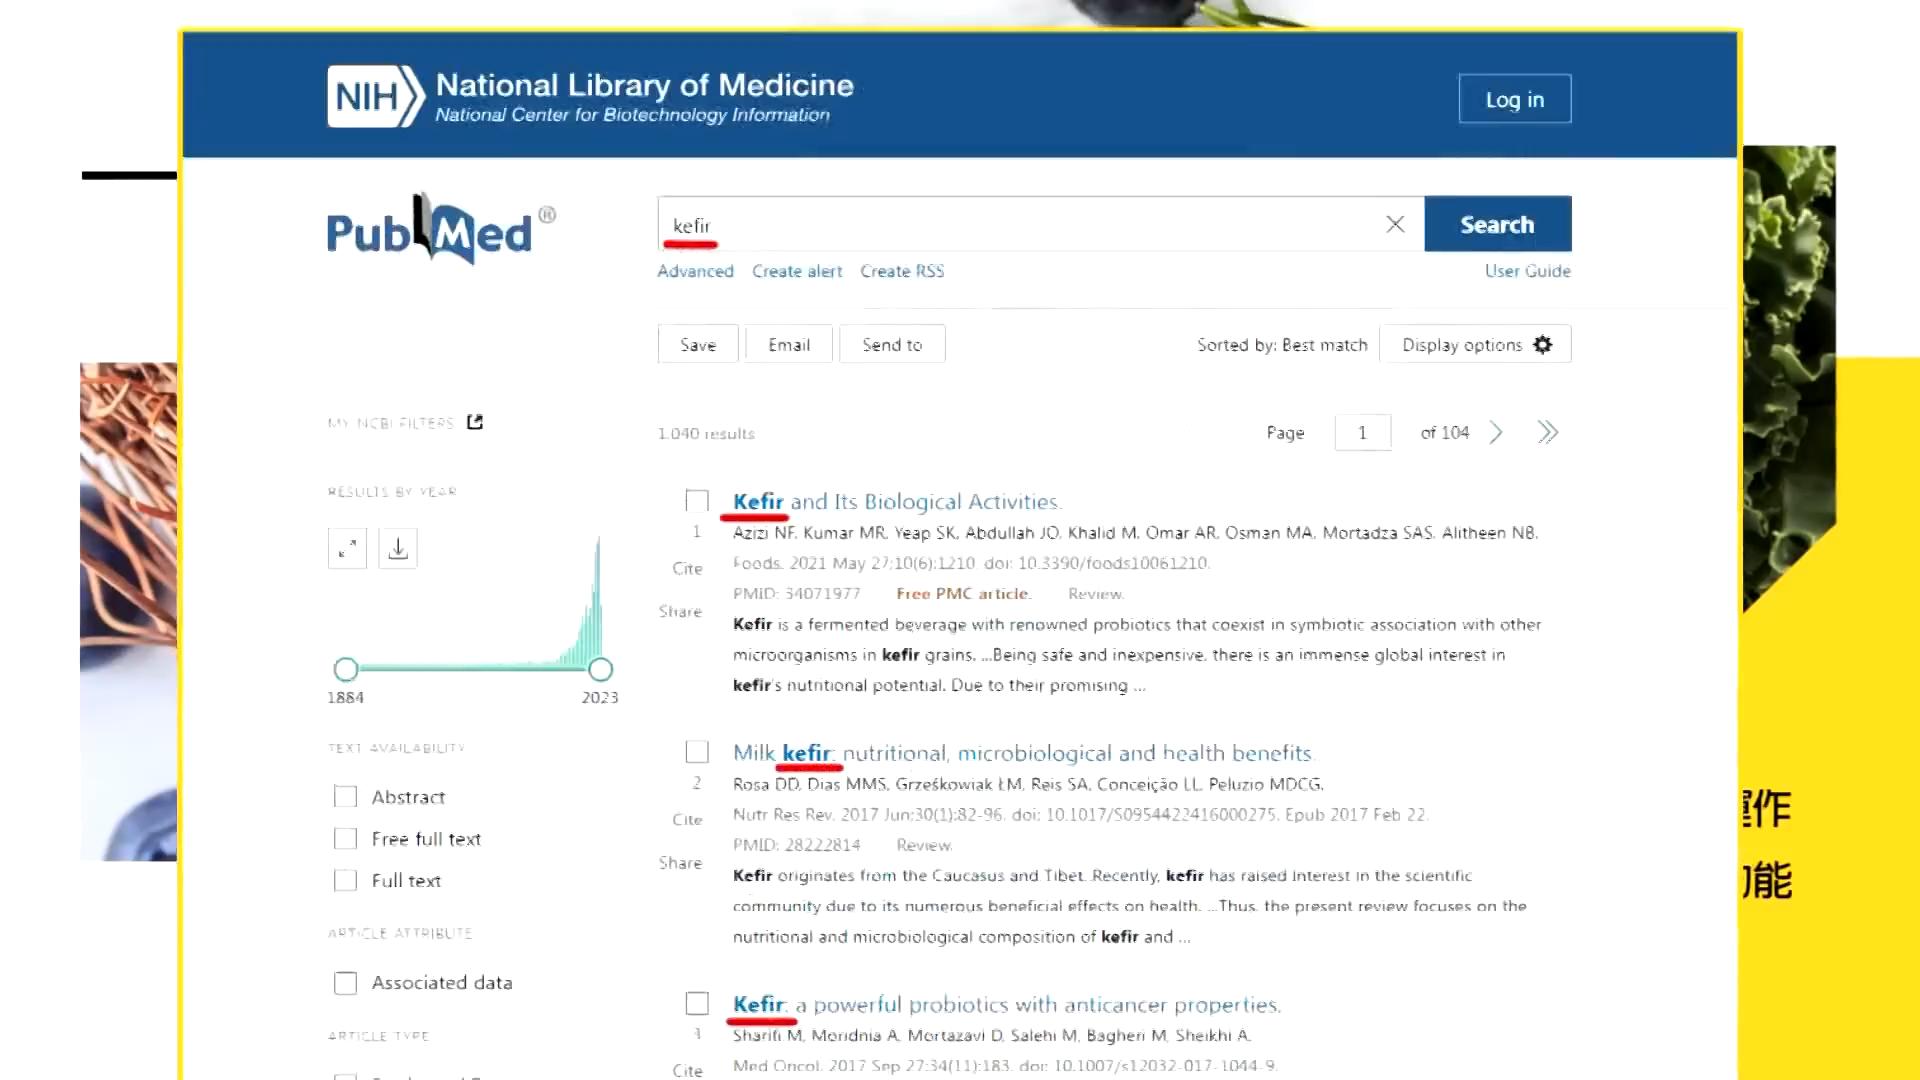 NIH National Library of Medicine
National Center for Biotechnology Information
Log in
PubMed®
kefir
Search
Advanced Create alert Create RSS
User Guide
Save Email Send to
Sorted by: Best match
Display options
MY NCBI FILTERS
1,040 results
Page 1 of 104
RESULTS BY YEAR
1884 2023
TEXT AVAILABILITY
Abstract
Free full text
Full text
ARTICLE ATTRIBUTE
Associated data
ARTICLE TYPE
Kefir and Its Biological Activities.
1
Azizi NF, Kumar MR, Yeap SK, Abdullah JO, Khalid M, Omar AR, Osman MA, Mortadza SAS, Alitheen NB.
Cite
Foods. 2021 May 27;10(6):1210. doi: 10.3390/foods10061210.
PMID: 34071977 Free PMC article. Review.
Share
Kefir is a fermented beverage with renowned probiotics that coexist in symbiotic association with other
microorganisms in kefir grains. ...Being safe and inexpensive, there is an immense global interest in
kefir's nutritional potential. Due to their promising ...
Milk kefir: nutritional, microbiological and health benefits.
2
Rosa DD, Dias MMS, Grześkowiak ŁM, Reis SA, Conceição LL, Peluzio MDCG.
Cite
Nutr Res Rev. 2017 Jun;30(1):82-96. doi: 10.1017/S0954422416000275. Epub 2017 Feb 22.
PMID: 28222814 Review.
Share
Kefir originates from the Caucasus and Tibet. Recently, kefir has raised interest in the scientific
community due to its numerous beneficial effects on health. ...Thus, the present review focuses on the
nutritional and microbiological composition of kefir and ...
Kefir: a powerful probiotics with anticancer properties.
Sharifi M, Moridnia A, Mortazavi D, Salehi M, Bagheri M, Sheikhi A.
Cite
Med Oncol. 2017 Sep 27;34(11):183. doi: 10.1007/s12032-017-1044-9.
作
能